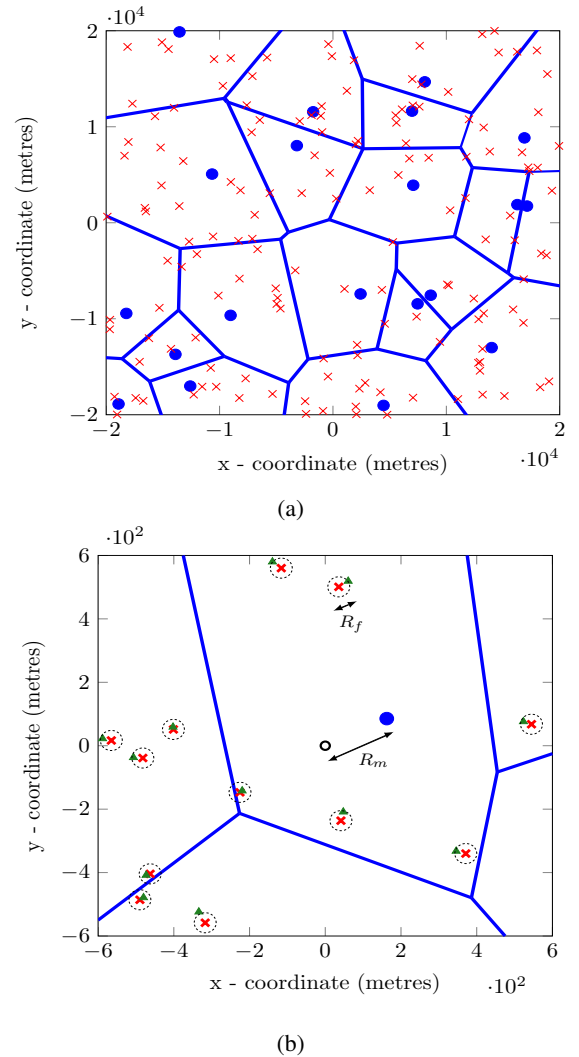 2 ·10^4
1
0
−1
−2
y - coordinate (metres)
−2 −1 0 1 2
·10^4
x - coordinate (metres)
(a)
·10^2
6
4
2
0
−2
−4
−6
y - coordinate (metres)
R_f
R_m
−6 −4 −2 0 2 4 6
x - coordinate (metres) ·10^2
(b)